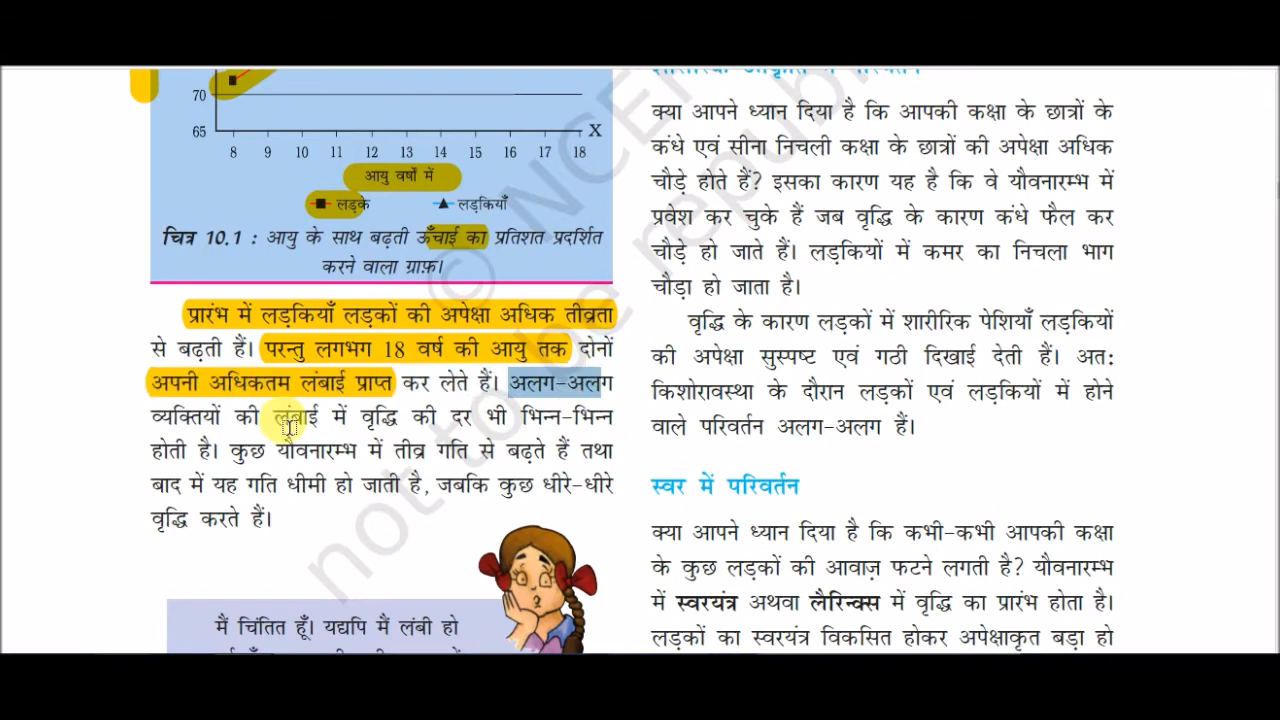 70
65
X
8 9 10 11 12 13 14 15 16 17 18
आयु वर्षों में
लड़के लड़कियाँ
चित्र 10.1 : आयु के साथ बढ़ती ऊँचाई का प्रतिशत प्रदर्शित
करने वाला ग्राफ़।
प्रारंभ में लड़कियाँ लड़कों की अपेक्षा अधिक तीव्रता
से बढ़ती हैं। परन्तु लगभग 18 वर्ष की आयु तक दोनों
अपनी अधिकतम लंबाई प्राप्त कर लेते हैं। अलग-अलग
व्यक्तियों की लंबाई में वृद्धि की दर भी भिन्न-भिन्न
होती है। कुछ यौवनारम्भ में तीव्र गति से बढ़ते हैं तथा
बाद में यह गति धीमी हो जाती है, जबकि कुछ धीरे-धीरे
वृद्धि करते हैं।
मैं चिंतित हूँ। यद्यपि मैं लंबी हो
क्या आपने ध्यान दिया है कि आपकी कक्षा के छात्रों के
कंधे एवं सीना निचली कक्षा के छात्रों की अपेक्षा अधिक
चौड़े होते हैं? इसका कारण यह है कि वे यौवनारम्भ में
प्रवेश कर चुके हैं जब वृद्धि के कारण कंधे फैल कर
चौड़े हो जाते हैं। लड़कियों में कमर का निचला भाग
चौड़ा हो जाता है।
वृद्धि के कारण लड़कों में शारीरिक पेशियाँ लड़कियों
की अपेक्षा सुस्पष्ट एवं गठी दिखाई देती हैं। अत:
किशोरावस्था के दौरान लड़कों एवं लड़कियों में होने
वाले परिवर्तन अलग-अलग हैं।
स्वर में परिवर्तन
क्या आपने ध्यान दिया है कि कभी-कभी आपकी कक्षा
के कुछ लड़कों की आवाज़ फटने लगती है? यौवनारम्भ
में स्वरयंत्र अथवा लैरिन्क्स में वृद्धि का प्रारंभ होता है।
लड़कों का स्वरयंत्र विकसित होकर अपेक्षाकृत बड़ा हो
© NCE
not to be republ